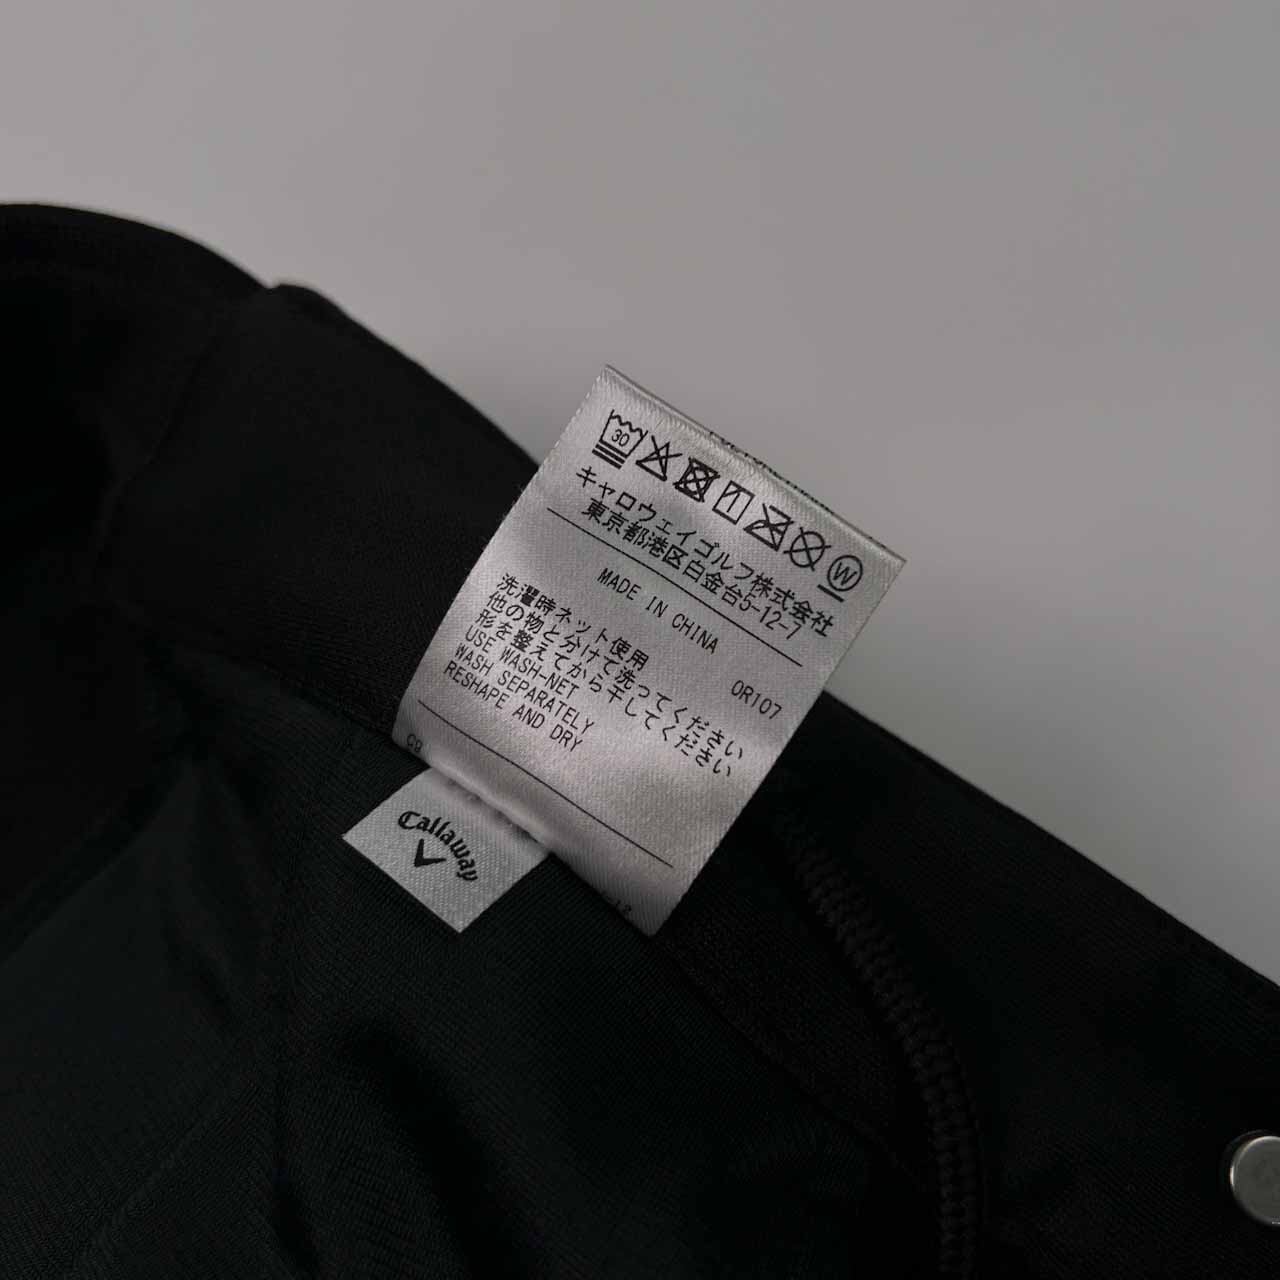 30
W
キャロウェイゴルフ株式会社
東京都港区白金台5-12-7
MADE IN CHINA
OR107
洗濯時ネット使用
他の物と分けて洗ってください
形を整えてから干してください
USE WASH-NET
WASH SEPARATELY
RESHAPE AND DRY
Callaway